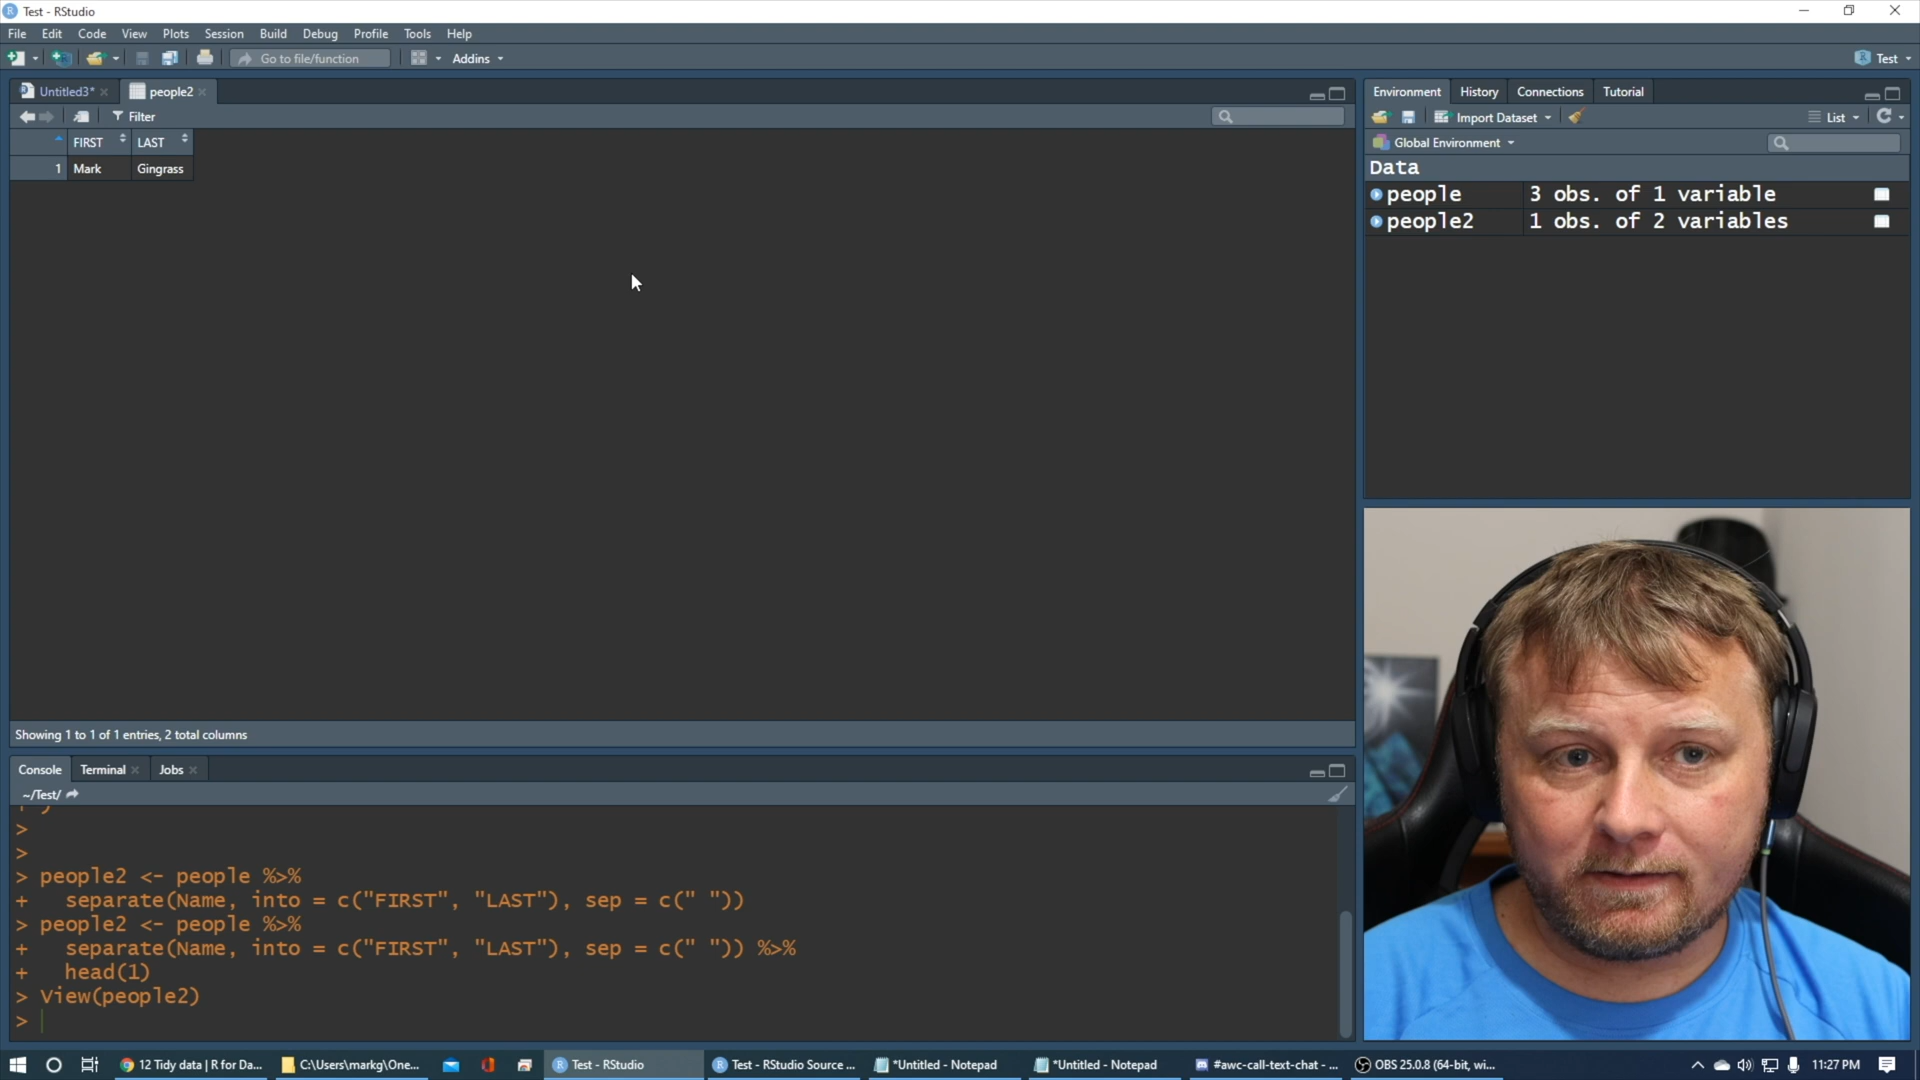 Test - RStudio
File Edit Code View Plots Session Build Debug Profile Tools Help
Go to file/function Addins Test
Untitled3* people2
Filter
FIRST LAST
1 Mark Gingrass
Showing 1 to 1 of 1 entries, 2 total columns
Environment History Connections Tutorial
Import Dataset List
Global Environment
Data
people 3 obs. of 1 variable
people2 1 obs. of 2 variables
Console Terminal Jobs
~/Test/
>
>
> people2 <- people %>%
+ separate(Name, into = c("FIRST", "LAST"), sep = c(" "))
> people2 <- people %>%
+ separate(Name, into = c("FIRST", "LAST"), sep = c(" ")) %>%
+ head(1)
> View(people2)
>
12 Tidy data | R for Da... C:\Users\markg\One... Test - RStudio Test - RStudio Source ... *Untitled - Notepad *Untitled - Notepad #awc-call-text-chat - ... OBS 25.0.8 (64-bit, wi... 11:27 PM